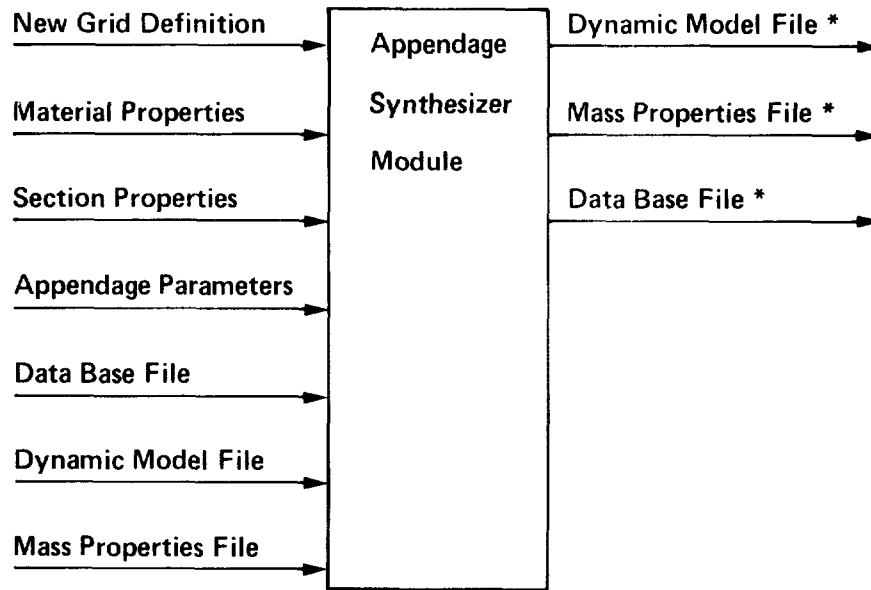 New Grid Definition
Material Properties
Section Properties
Appendage Parameters
Data Base File
Dynamic Model File
Mass Properties File
Appendage
Synthesizer
Module
Dynamic Model File *
Mass Properties File *
Data Base File *